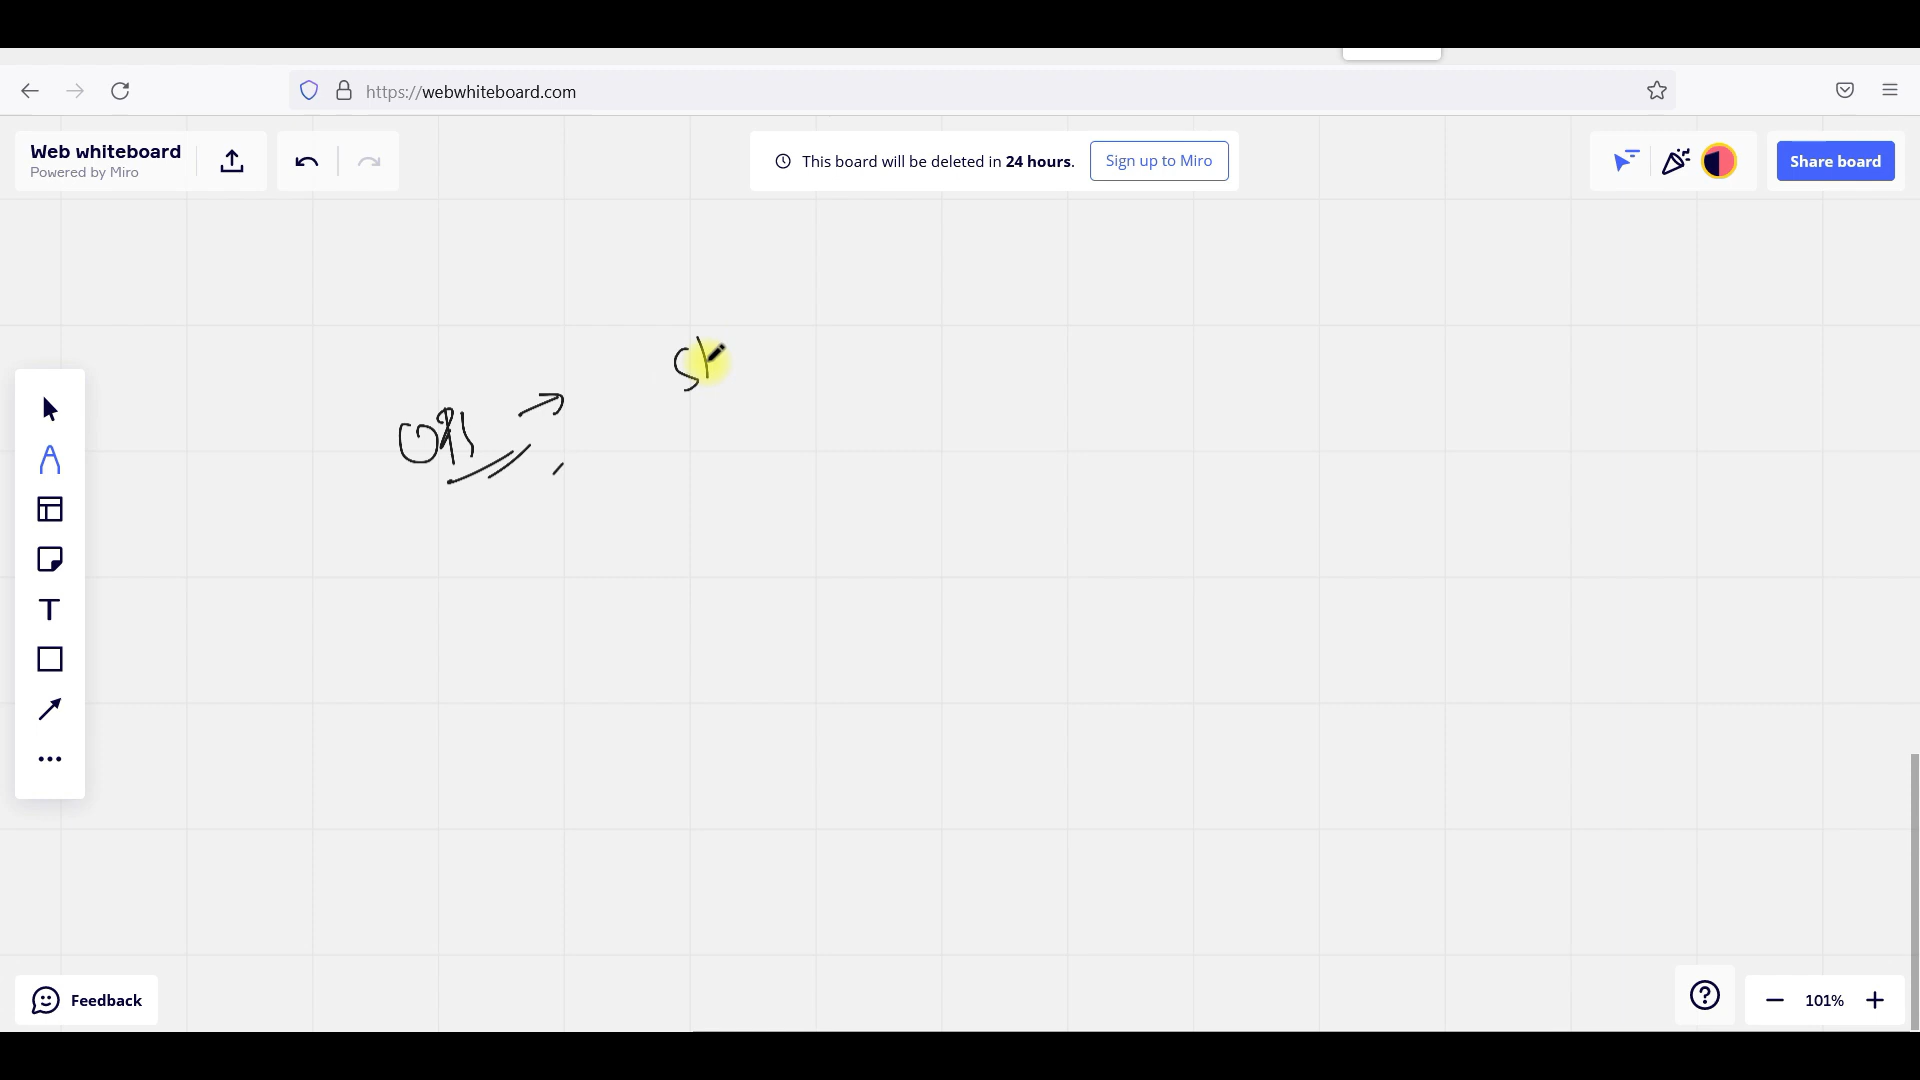 https://webwhiteboard.com
Web whiteboard
Powered by Miro
This board will be deleted in 24 hours.
Sign up to Miro
Share board
T
Feedback
101%